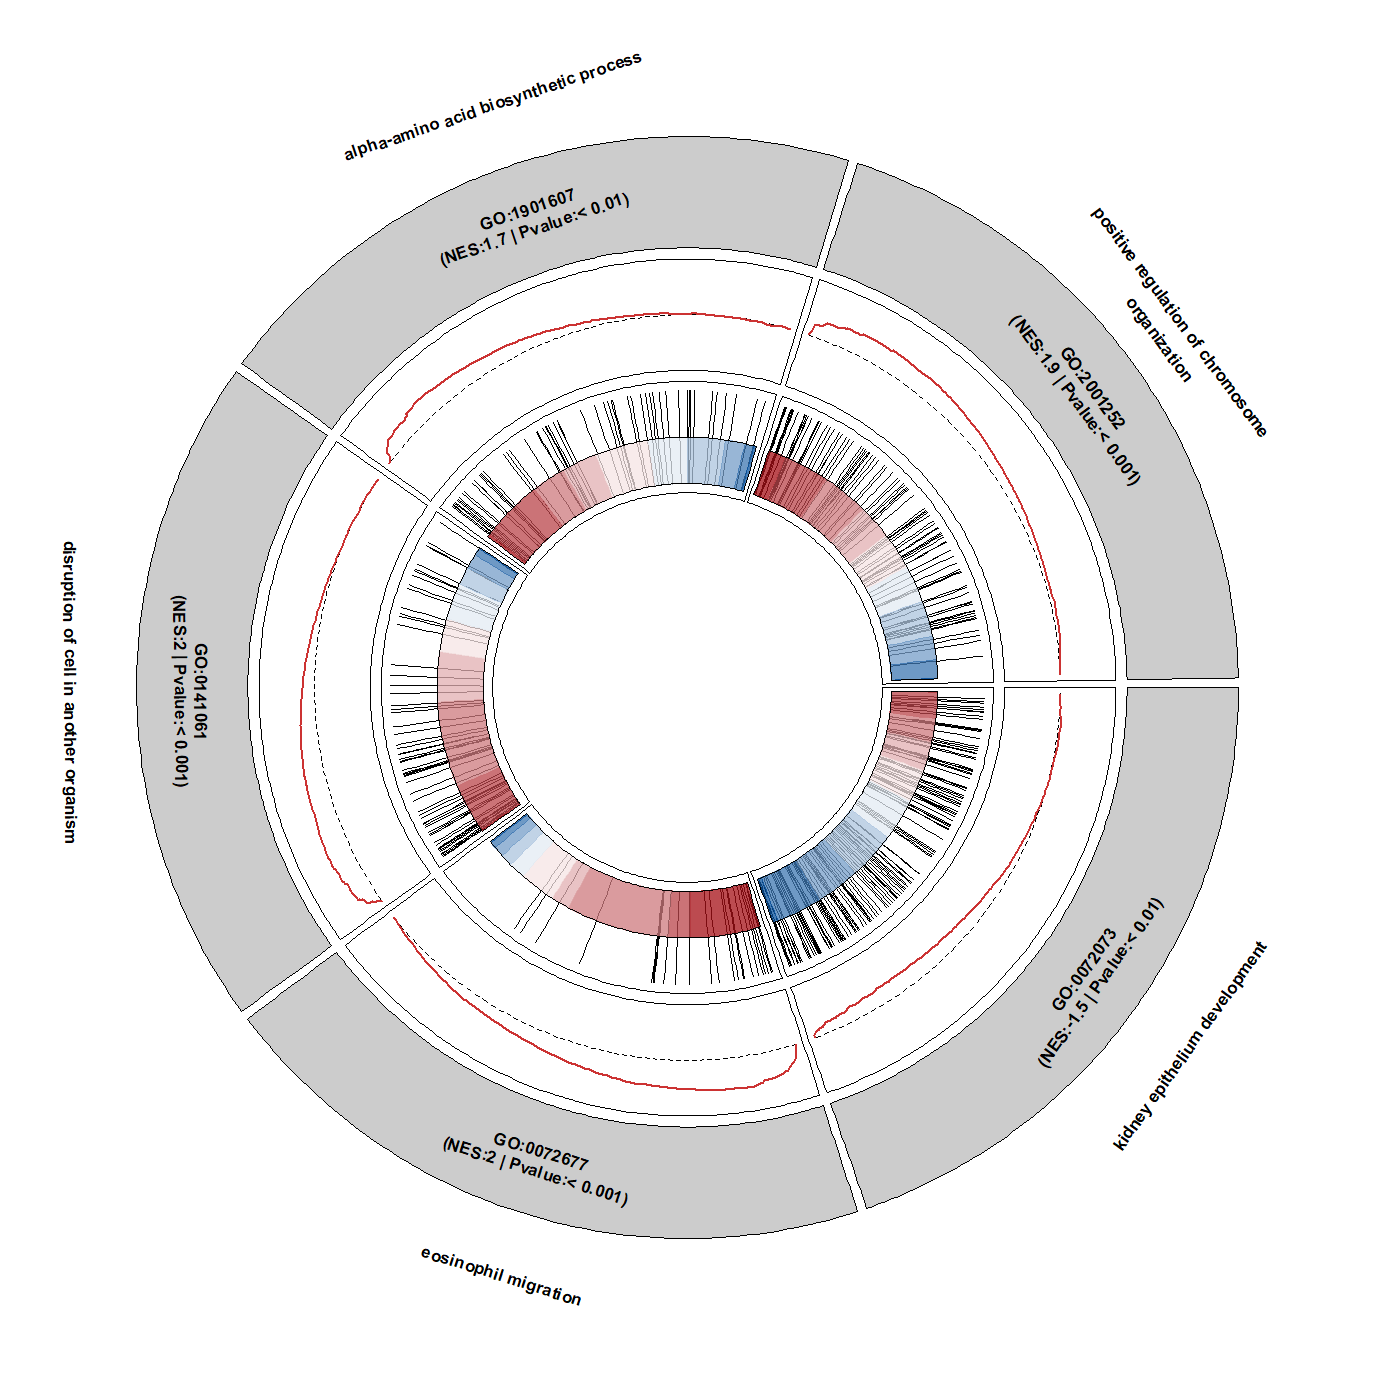 alpha-amino acid biosynthetic process
GO:1901607
(NES:1.7 | Pvalue:< 0.01)
positive regulation of chromosome
organization
GO:2001252
(NES:1.9 | Pvalue:< 0.001)
disruption of cell in another organism
GO:0141061
(NES:2 | Pvalue:< 0.001)
GO:0072073
(NES:-1.5 | Pvalue:< 0.01)
kidney epithelium development
GO:0072677
(NES:2 | Pvalue:< 0.001)
eosinophil migration